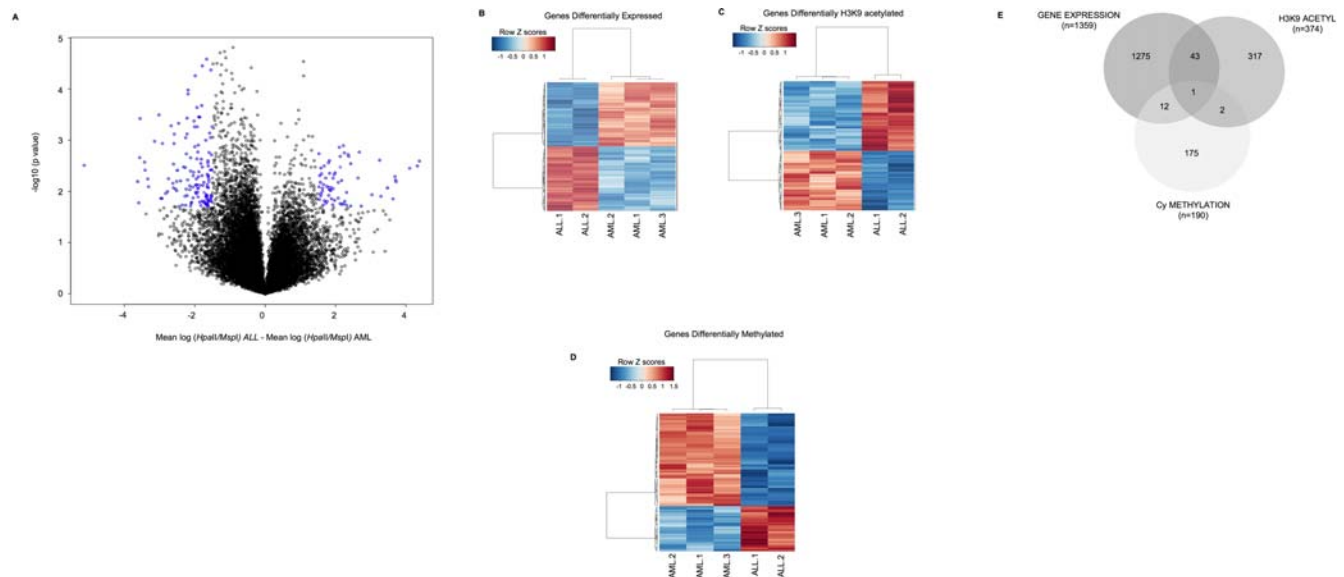 A
5
4
3
2
1
0
-log10 (p value)
-4
-2
0
2
4
Mean log (HpaII/MspI) ALL - Mean log (HpaII/MspI) AML
B
Genes Differentially Expressed
Row Z scores
-1 -0.5 0 0.5 1
ALL.1
ALL.2
AML.2
AML.1
AML.3
C
Genes Differentially H3K9 acetylated
Row Z scores
-1 -0.5 0 0.5 1
AML.3
AML.1
AML.2
ALL.1
ALL.2
D
Genes Differentially Methylated
Row Z scores
-1 -0.5 0 0.5 1 1.5
AML.2
AML.1
AML.3
ALL.1
ALL.2
E
GENE EXPRESSION
(n=1359)
H3K9 ACETYL
(n=374)
1275
43
317
1
12
2
175
Cy METHYLATION
(n=190)